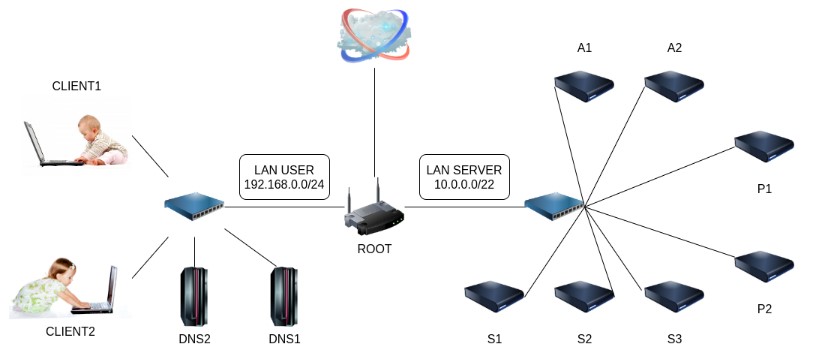 A1
A2
CLIENT1
LAN USER
192.168.0.0/24
LAN SERVER
10.0.0.0/22
P1
ROOT
P2
CLIENT2
DNS2
DNS1
S1
S2
S3